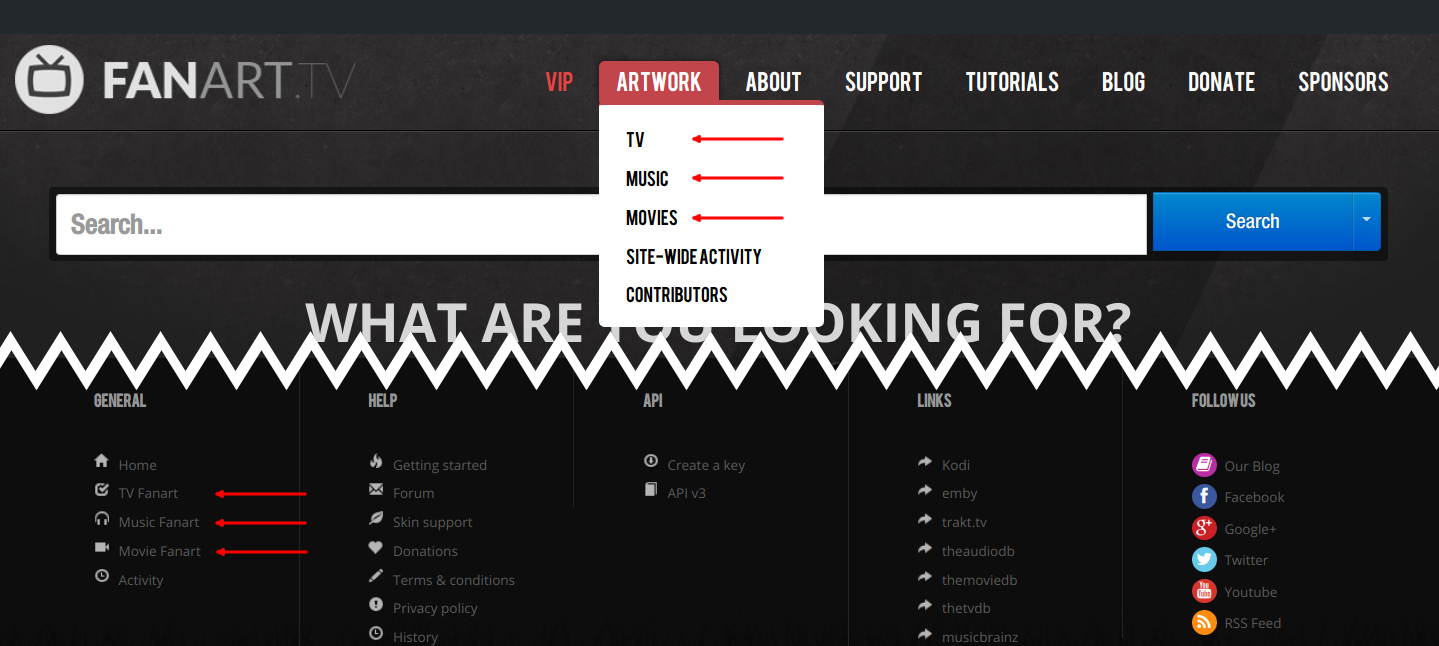 FANART.TV
VIP
ARTWORK
ABOUT
SUPPORT
TUTORIALS
BLOG
DONATE
SPONSORS
TV
MUSIC
MOVIES
SITE-WIDE ACTIVITY
CONTRIBUTORS
Search...
Search
WHAT ARE YOU LOOKING FOR?
GENERAL
Home
TV Fanart
Music Fanart
Movie Fanart
Activity
HELP
Getting started
Forum
Skin support
Donations
Terms & conditions
Privacy policy
History
API
Create a key
API v3
LINKS
Kodi
emby
trakt.tv
theaudiodb
themoviedb
thetvdb
musicbrainz
FOLLOW US
Our Blog
Facebook
Google+
Twitter
Youtube
RSS Feed